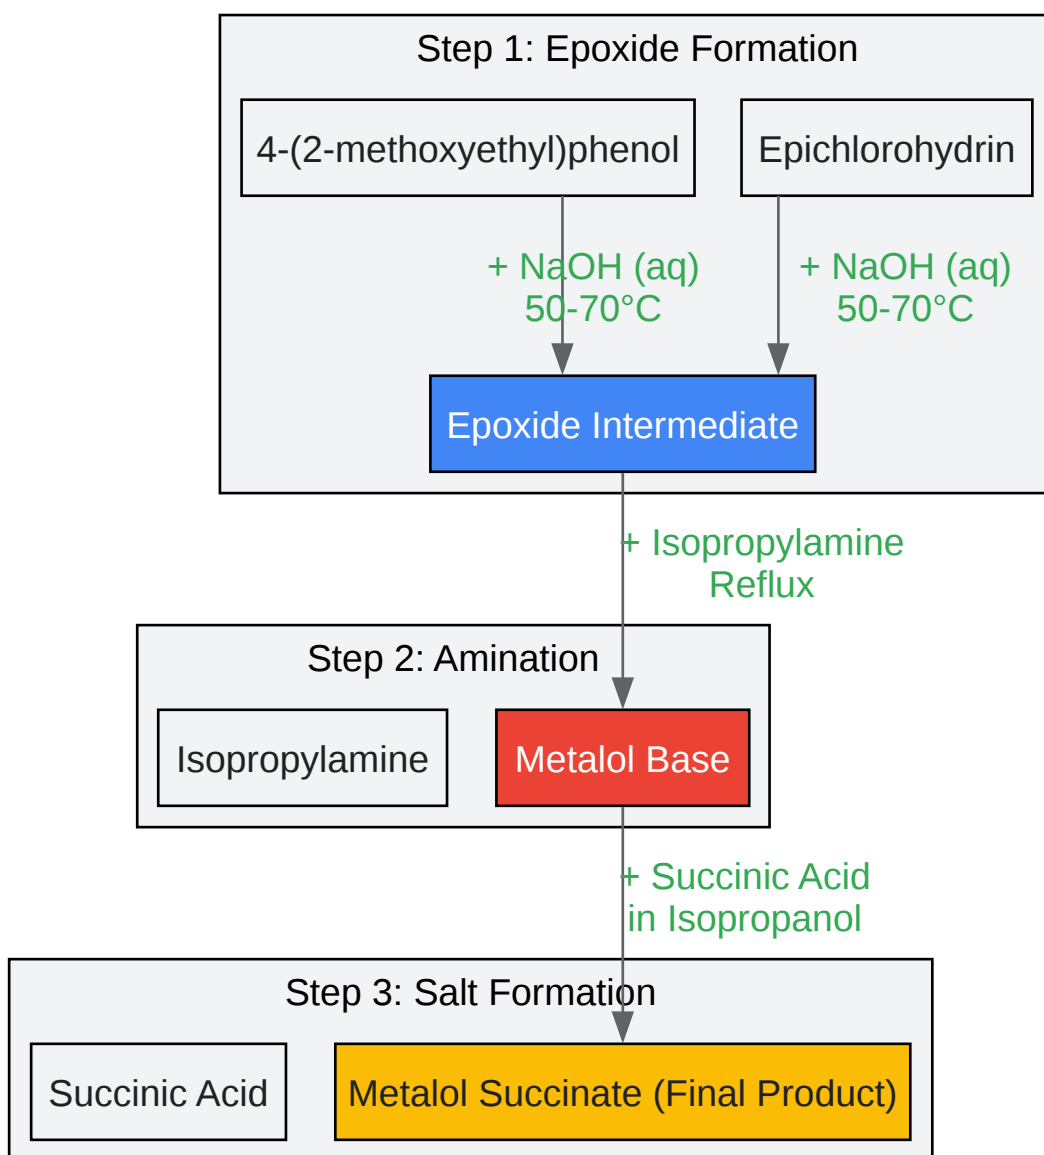 Step 1: Epoxide Formation
4-(2-methoxyethyl)phenol
Epichlorohydrin
+ NaOH (aq)
50-70°C
+ NaOH (aq)
50-70°C
Epoxide Intermediate
+ Isopropylamine
Reflux
Step 2: Amination
Isopropylamine
Metalol Base
+ Succinic Acid
in Isopropanol
Step 3: Salt Formation
Succinic Acid
Metalol Succinate (Final Product)